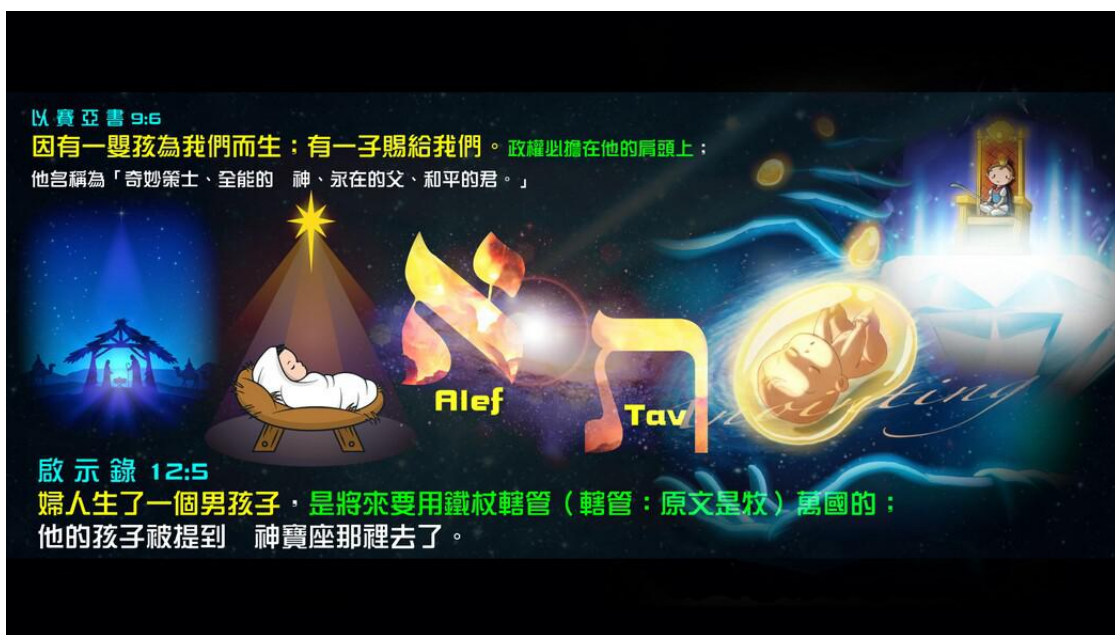 以賽亞書 9:6
因有一嬰孩為我們而生；有一子賜給我們。政權必擔在他的肩頭上；
他名稱為「奇妙策士、全能的　神、永在的父、和平的君。」
א
ת
Alef
Tav
啟示錄 12:5
婦人生了一個男孩子，是將來要用鐵杖轄管（轄管：原文是牧）萬國的；
他的孩子被提到　神寶座那裡去了。